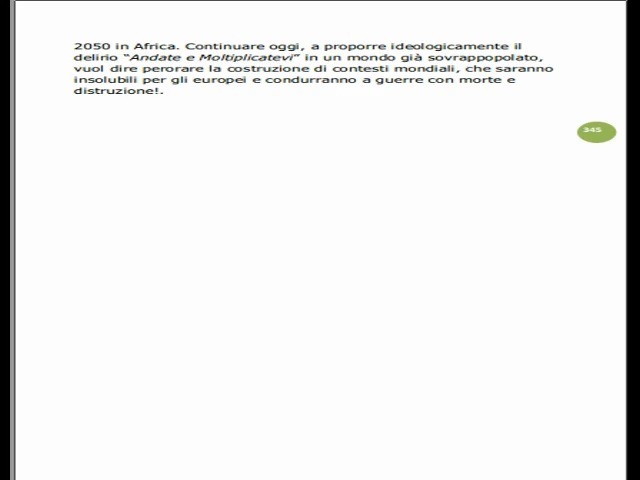 2050 in Africa. Continuare oggi, a proporre ideologicamente il
delirio "Andate e Moltiplicatevi" in un mondo già sovrappopolato,
vuol dire perorare la costruzione di contesti mondiali, che saranno
insolubili per gli europei e condurranno a guerre con morte e
distruzione!.
345